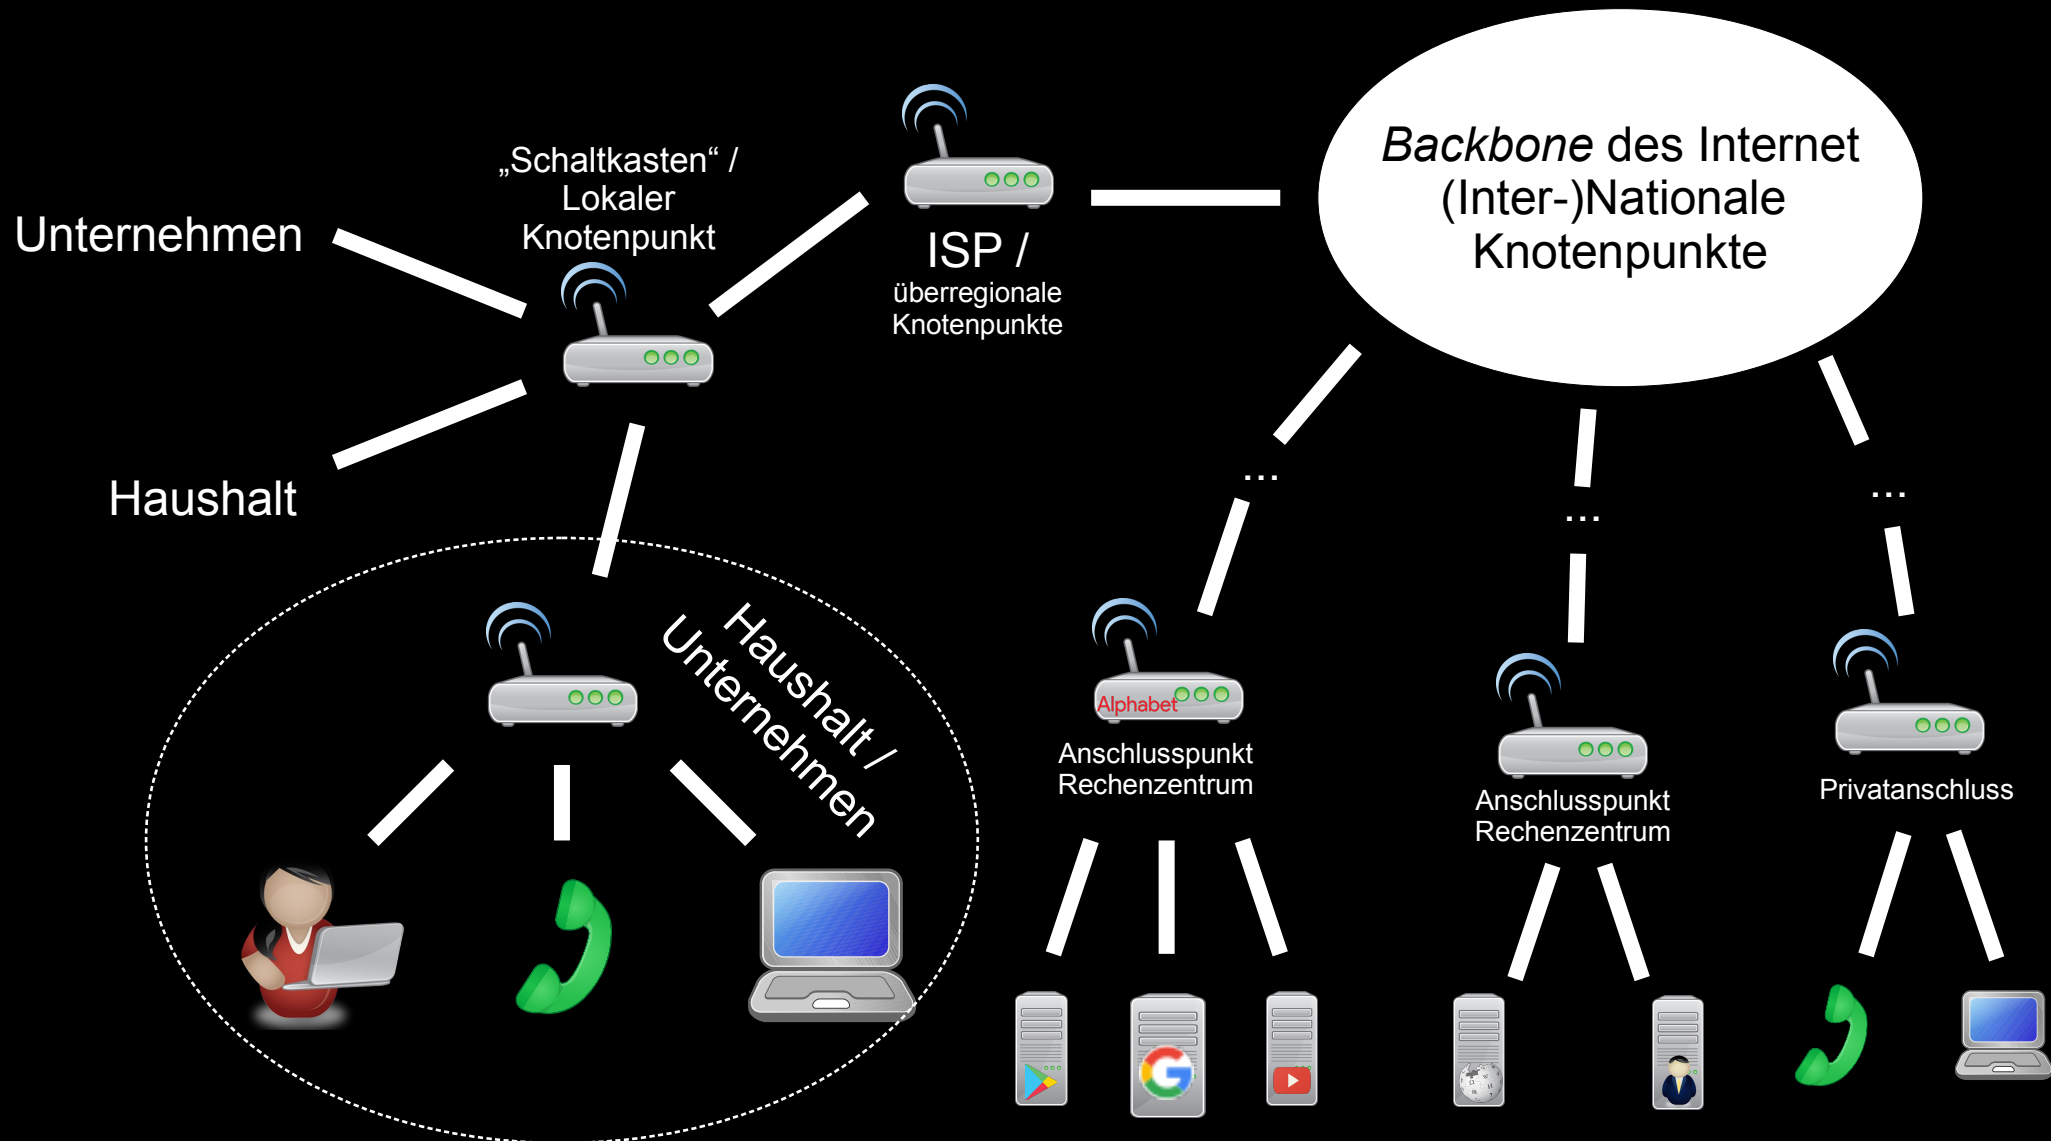 Backbone des Internet
(Inter-)Nationale
Knotenpunkte
„Schaltkasten“ /
Lokaler
Knotenpunkt
Unternehmen
ISP /
überregionale
Knotenpunkte
Haushalt
...
...
...
Haushalt /
Unternehmen
Alphabet
Anschlusspunkt
Rechenzentrum
Anschlusspunkt
Rechenzentrum
Privatanschluss
G